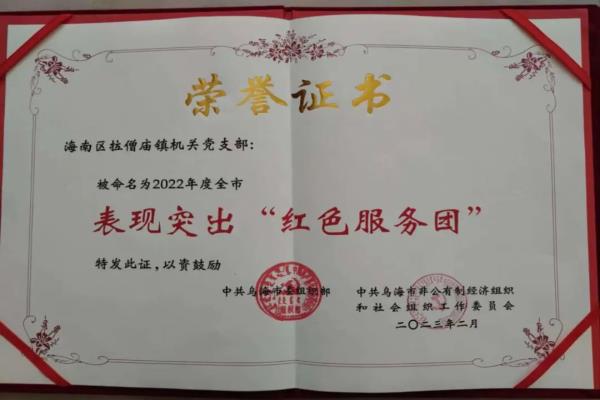 荣誉证书
海南区拉僧庙镇机关党支部：
被命名为2022年度全市
表现突出“红色服务团”
特发此证，以资鼓励
中共乌海市委组织部
中共乌海市非公有制经济组织
和社会组织工作委员会
二〇二三年二月